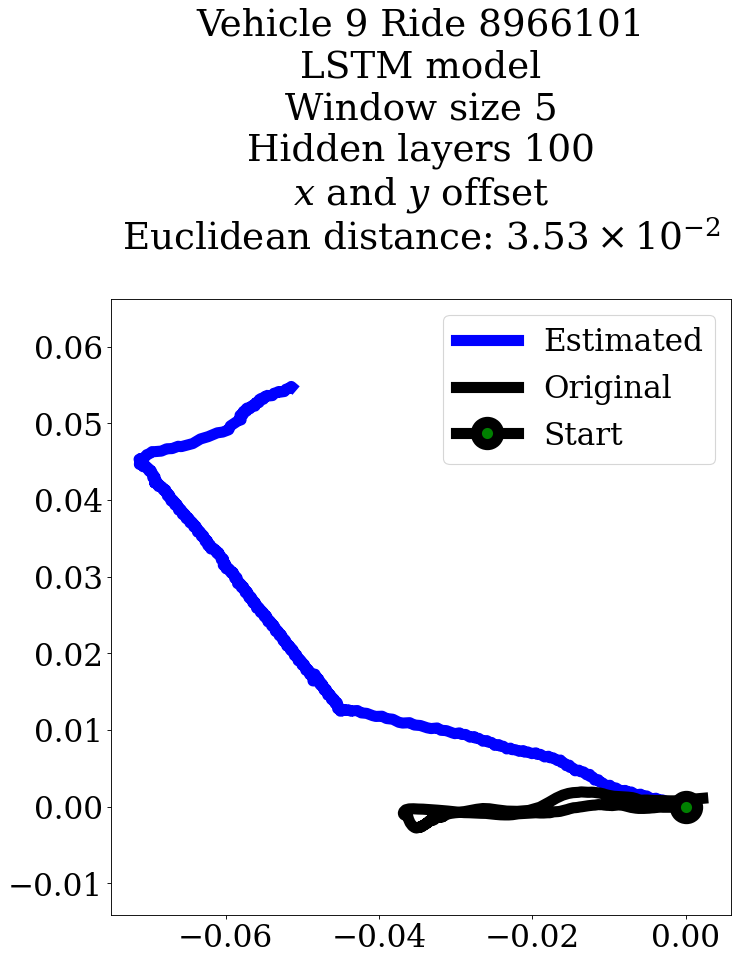 Vehicle 9 Ride 8966101
LSTM model
Window size 5
Hidden layers 100
x and y offset
Euclidean distance: 3.53 × 10⁻²
Estimated
Original
Start
0.06
0.05
0.04
0.03
0.02
0.01
0.00
−0.01
−0.06 −0.04 −0.02 0.00